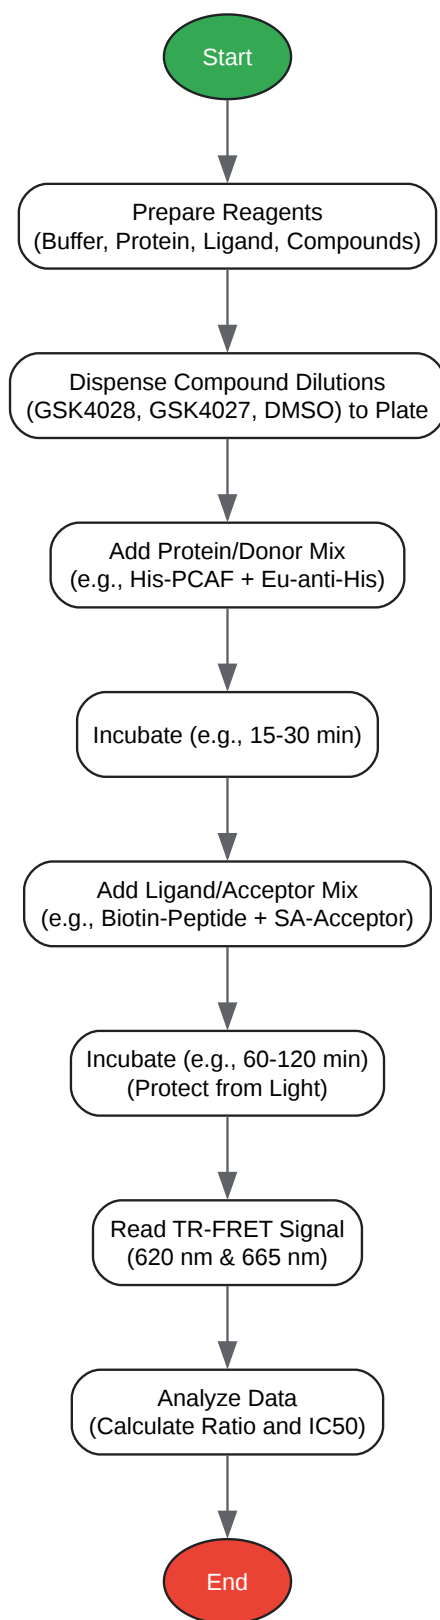 Start
Prepare Reagents
(Buffer, Protein, Ligand, Compounds)
Dispense Compound Dilutions
(GSK4028, GSK4027, DMSO) to Plate
Add Protein/Donor Mix
(e.g., His-PCAF + Eu-anti-His)
Incubate (e.g., 15-30 min)
Add Ligand/Acceptor Mix
(e.g., Biotin-Peptide + SA-Acceptor)
Incubate (e.g., 60-120 min)
(Protect from Light)
Read TR-FRET Signal
(620 nm & 665 nm)
Analyze Data
(Calculate Ratio and IC50)
End